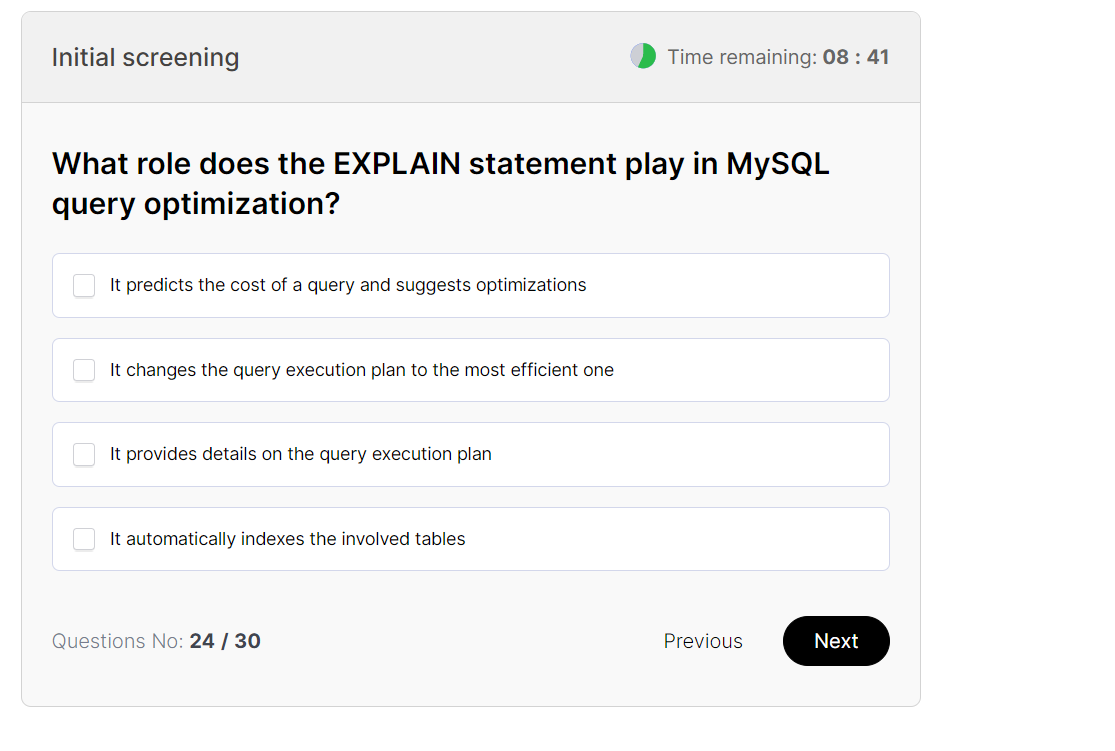 Initial screening
Time remaining: 08 : 41
What role does the EXPLAIN statement play in MySQL
query optimization?
It predicts the cost of a query and suggests optimizations
It changes the query execution plan to the most efficient one
It provides details on the query execution plan
It automatically indexes the involved tables
Questions No: 24 / 30
Previous
Next